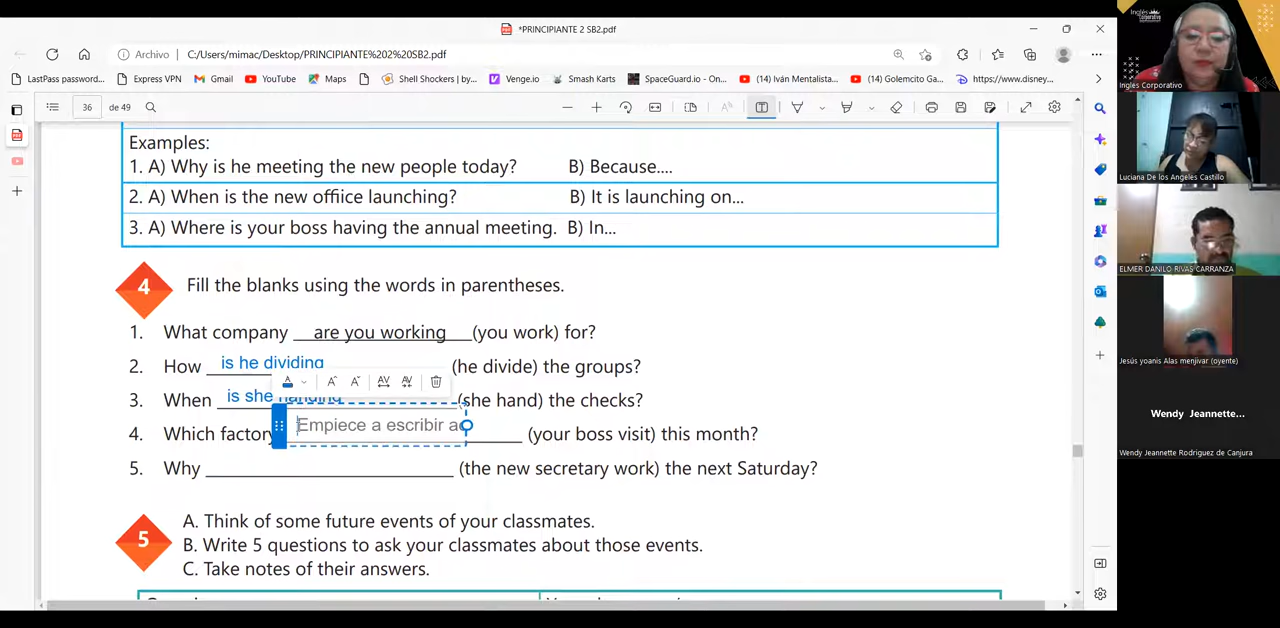 *PRINCIPIANTE 2 SB2.pdf
Archivo C:/Users/mimac/Desktop/PRINCIPIANTE%202%20SB2.pdf
LastPass password... Express VPN Gmail YouTube Maps Shell Shockers | by... Venge.io Smash Karts SpaceGuard.io - On... (14) Iván Mentalista... (14) Golemcito Ga... https://www.disney...
36 de 49
Examples:
1. A) Why is he meeting the new people today? B) Because....
2. A) When is the new office launching? B) It is launching on...
3. A) Where is your boss having the annual meeting. B) In...
4 Fill the blanks using the words in parentheses.
1. What company are you working (you work) for?
2. How is he dividing (he divide) the groups?
3. When is she handing (she hand) the checks?
4. Which factory Empiece a escribir a (your boss visit) this month?
5. Why (the new secretary work) the next Saturday?
5 A. Think of some future events of your classmates.
B. Write 5 questions to ask your classmates about those events.
C. Take notes of their answers.
Inglés Corporativo
Inglés Corporativo
Luciana De los Angeles Castillo
ELMER DANILO RIVAS CARRANZA
Jesús yoanis Alas menjivar (oyente)
Wendy Jeannette...
Wendy Jeannette Rodriguez de Canjura